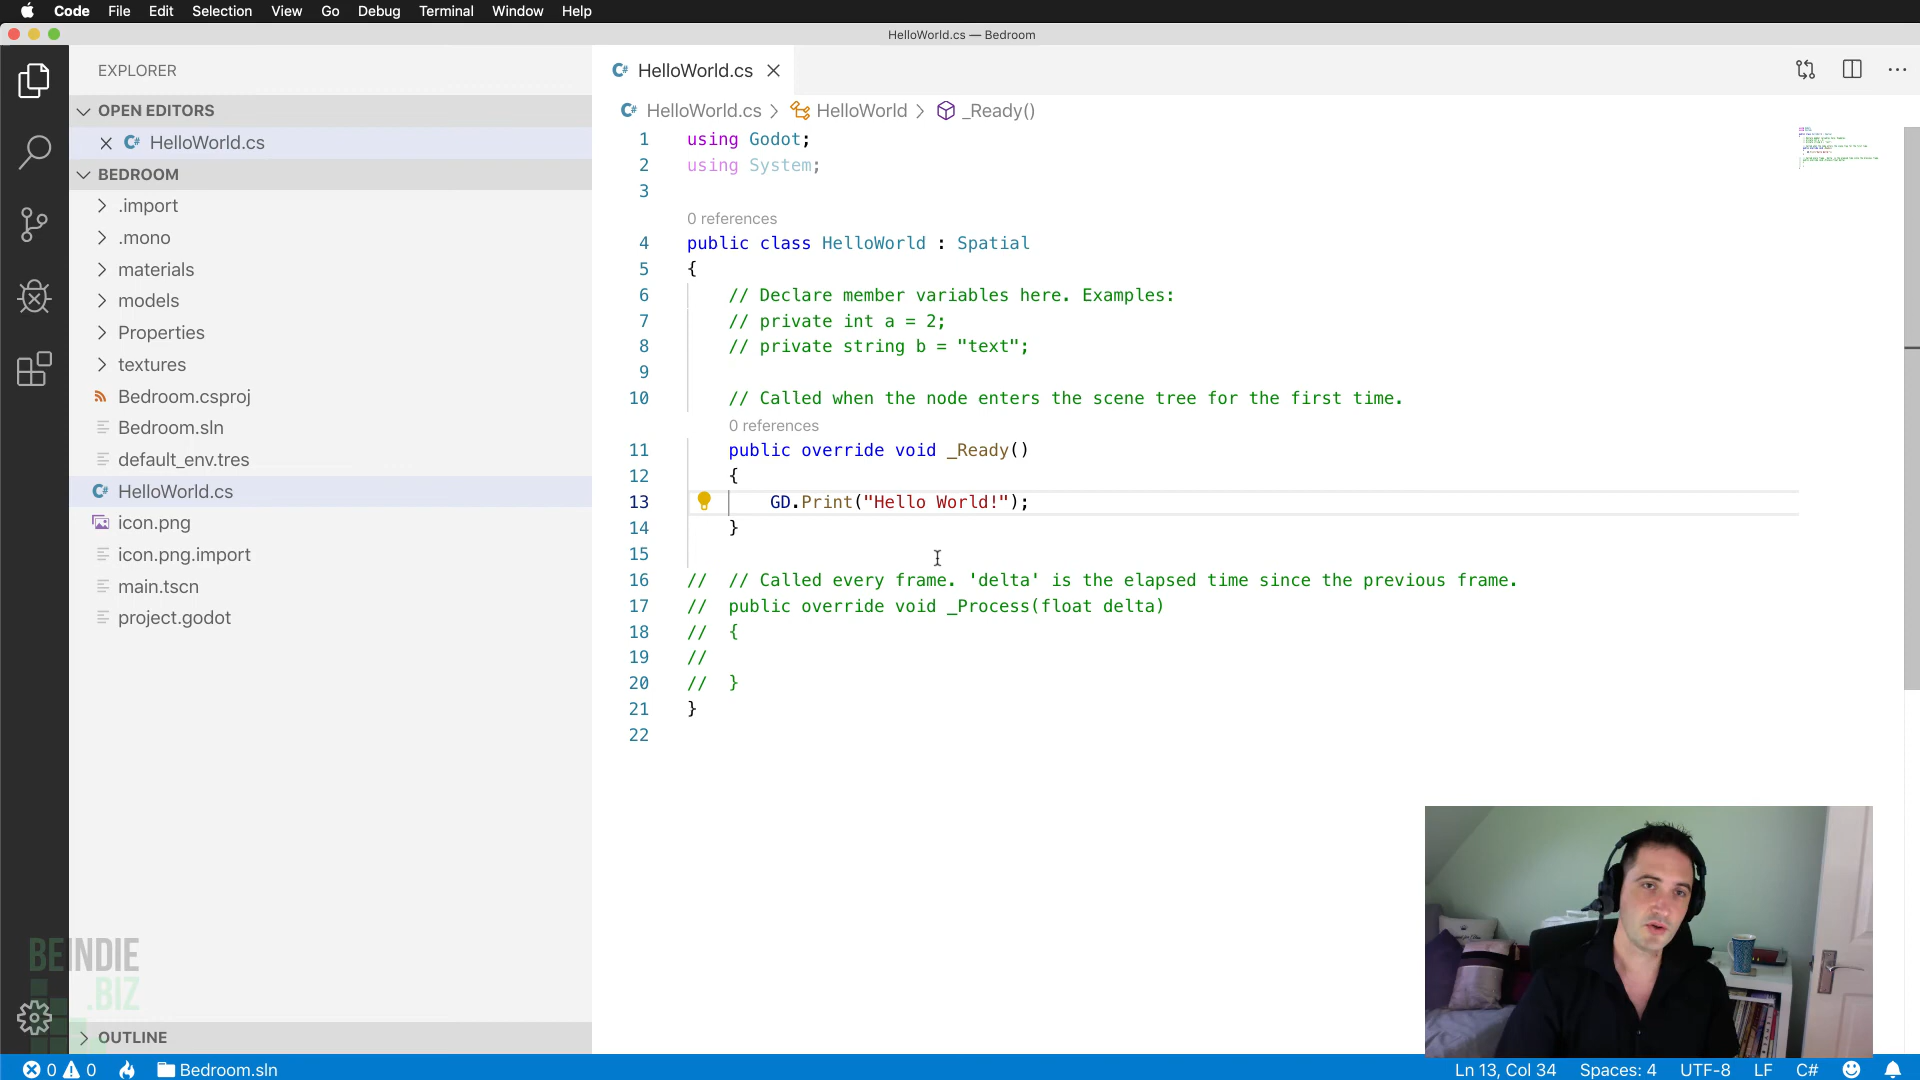 Code File Edit Selection View Go Debug Terminal Window Help
HelloWorld.cs — Bedroom
EXPLORER
OPEN EDITORS
HelloWorld.cs
BEDROOM
.import
.mono
materials
models
Properties
textures
Bedroom.csproj
Bedroom.sln
default_env.tres
HelloWorld.cs
icon.png
icon.png.import
main.tscn
project.godot
OUTLINE
BEINDIE
.BIZ
HelloWorld.cs
HelloWorld.cs > HelloWorld > _Ready()
1 using Godot;
2 using System;
3
0 references
4 public class HelloWorld : Spatial
5 {
6 // Declare member variables here. Examples:
7 // private int a = 2;
8 // private string b = "text";
9
10 // Called when the node enters the scene tree for the first time.
0 references
11 public override void _Ready()
12 {
13 GD.Print("Hello World!");
14 }
15
16 // // Called every frame. 'delta' is the elapsed time since the previous frame.
17 // public override void _Process(float delta)
18 // {
19 //
20 // }
21 }
22
0 0 Bedroom.sln Ln 13, Col 34 Spaces: 4 UTF-8 LF C#